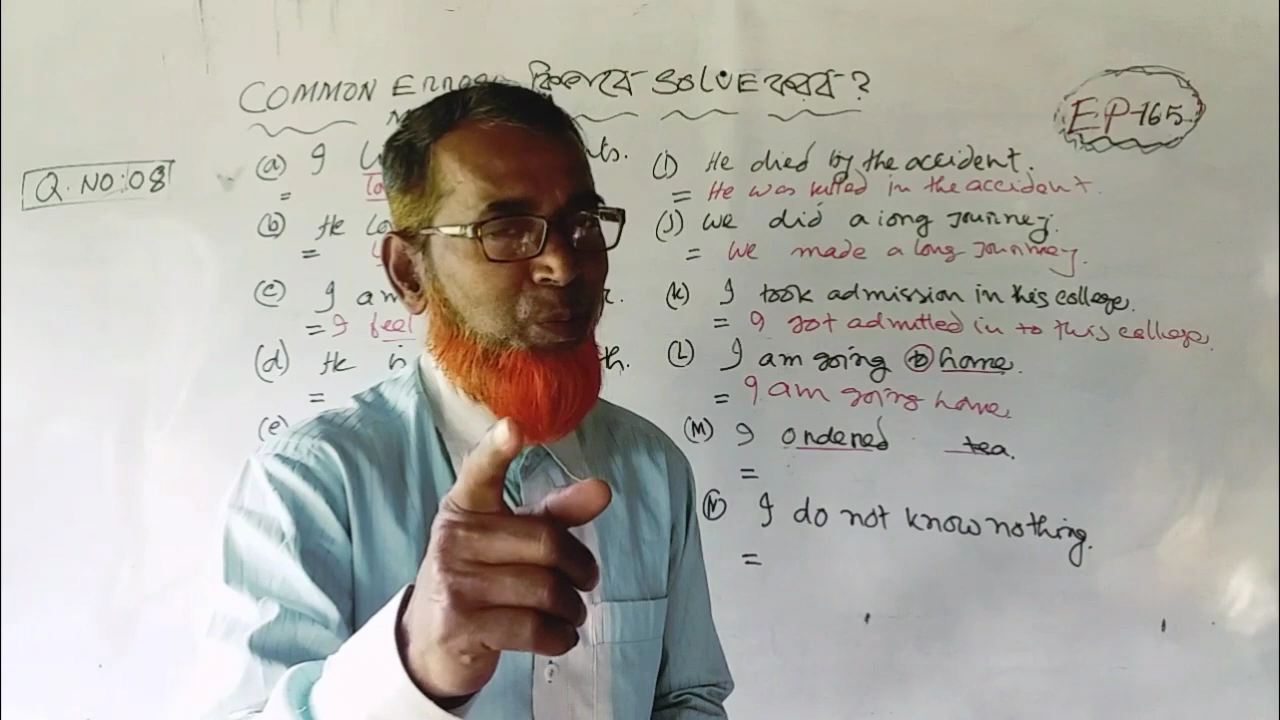 COMMON ERROR কিভাবে SOLVE করব?
EP-165
Q. NO: 08
(a) I
=
(b) He
=
(c) I am
= I feel
(d) He is
=
(e)
(I) He died by the accident.
= He was killed in the accident.
(J) We did a long journey.
= We made a long journey.
(K) I took admission in this college.
= I got admitted in to this college.
(L) I am going to home.
= I am going home.
(M) I ordered tea.
=
(N) I do not know nothing.
=